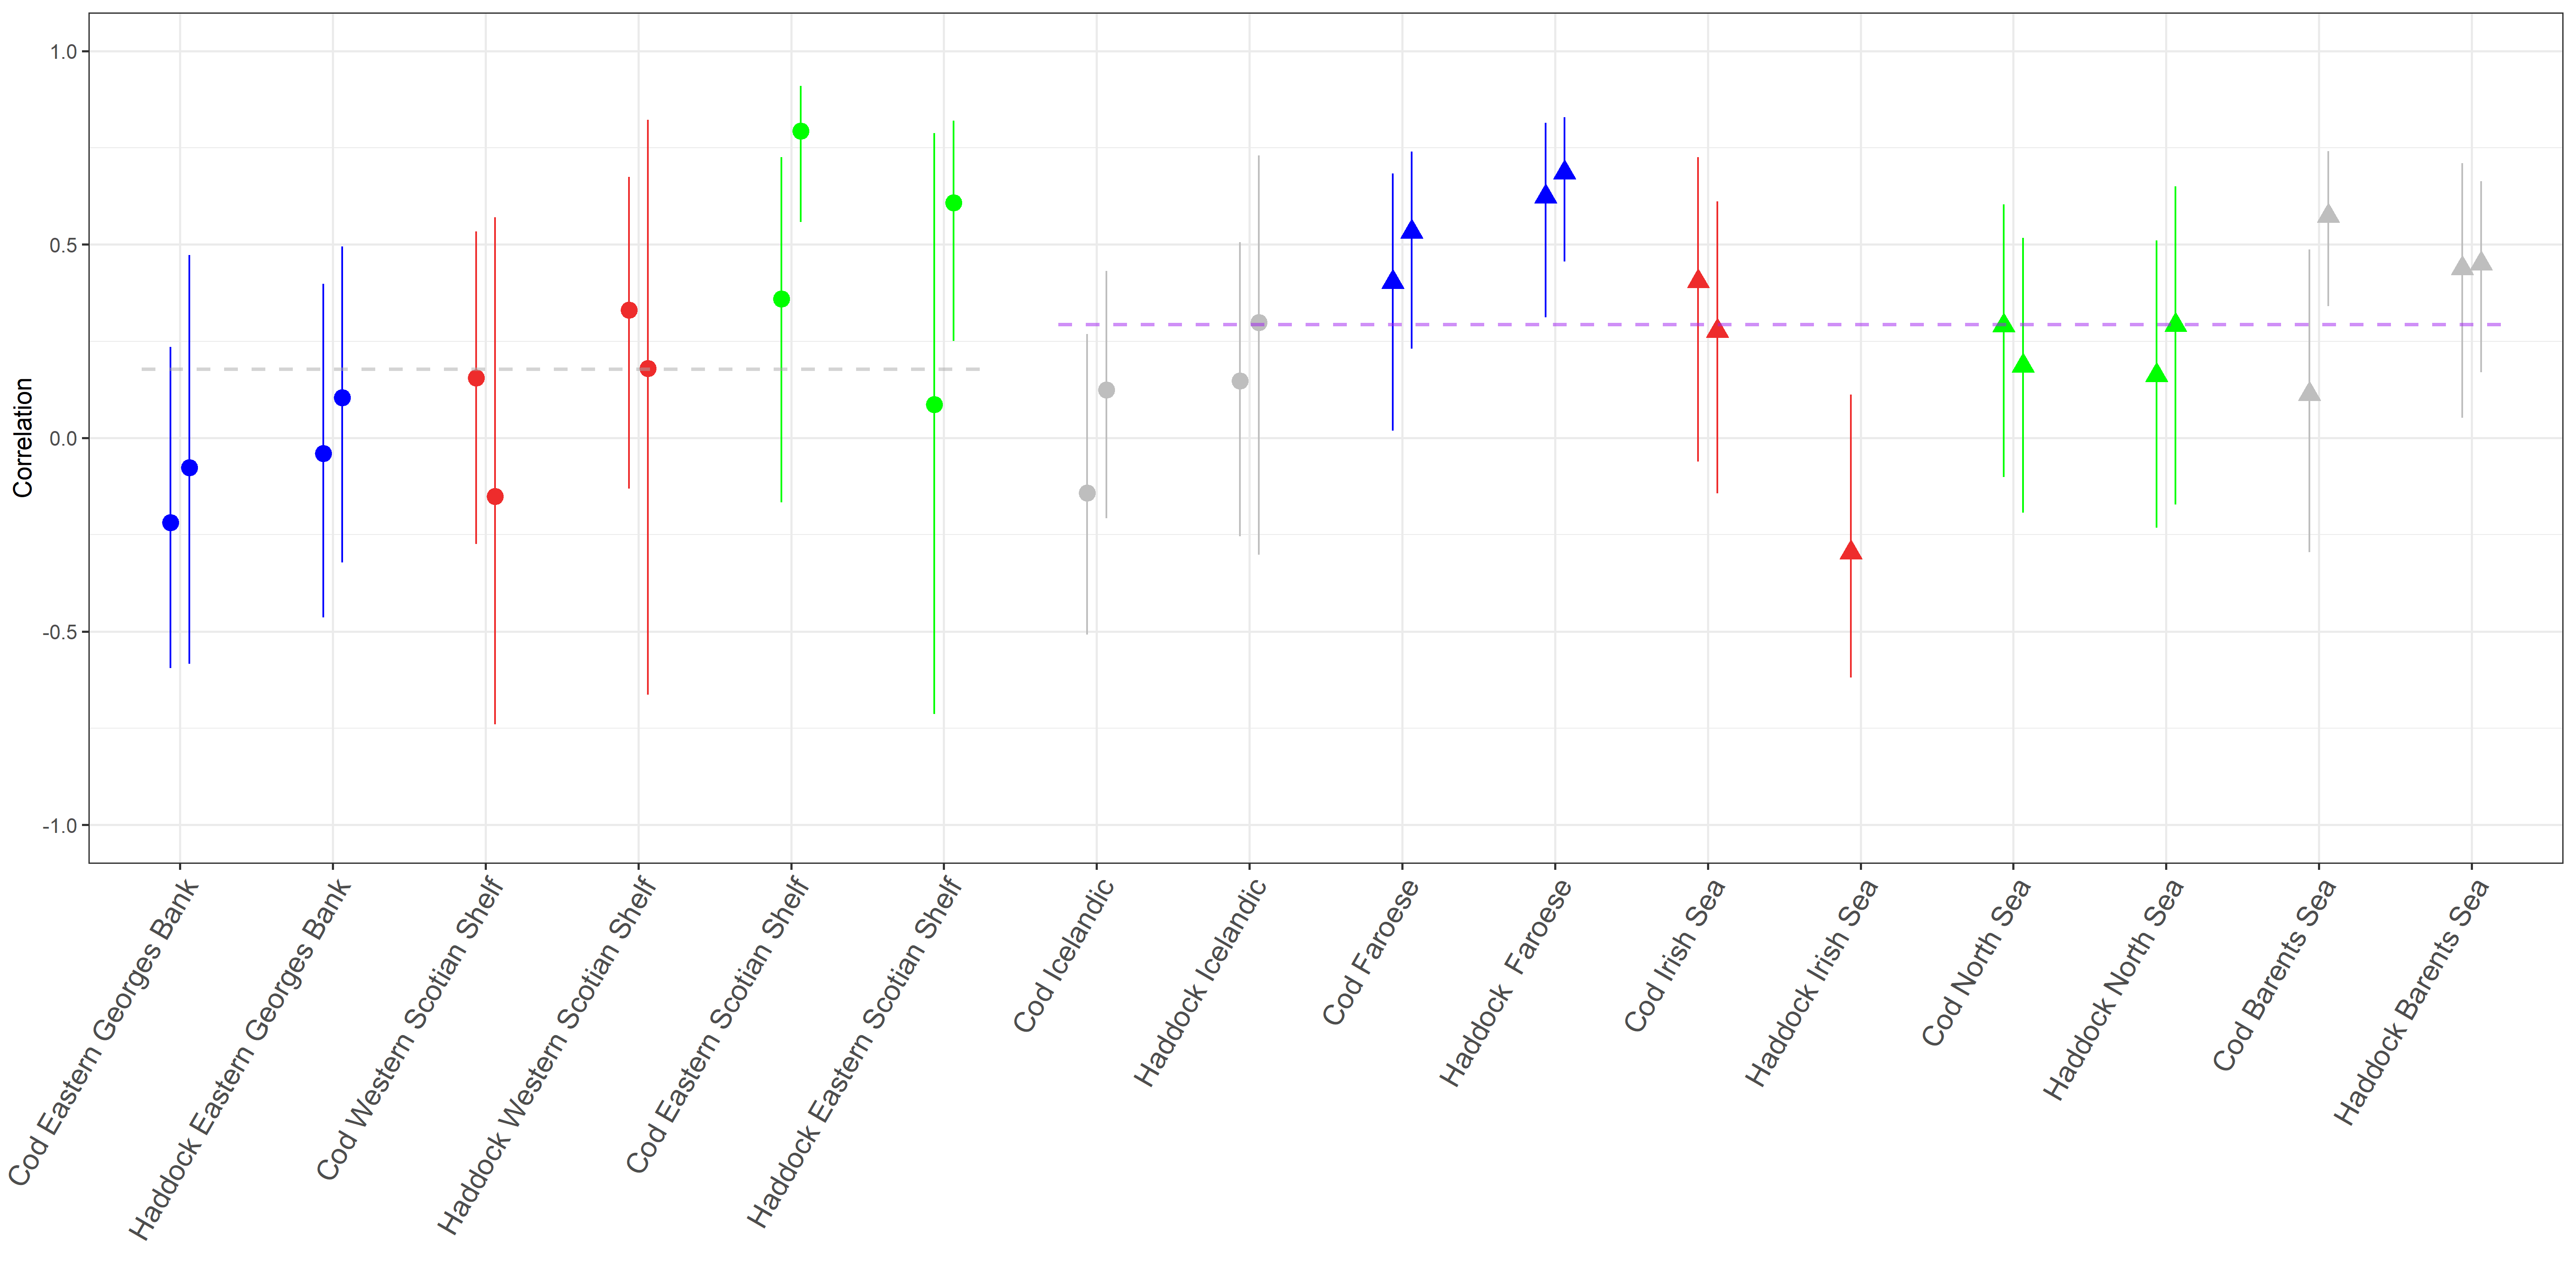 1.0
0.5
0.0
-0.5
-1.0
Correlation
Cod Eastern Georges Bank
Haddock Eastern Georges Bank
Cod Western Scotian Shelf
Haddock Western Scotian Shelf
Cod Eastern Scotian Shelf
Haddock Eastern Scotian Shelf
Cod Icelandic
Haddock Icelandic
Cod Faroese
Haddock  Faroese
Cod Irish Sea
Haddock Irish Sea
Cod North Sea
Haddock North Sea
Cod Barents Sea
Haddock Barents Sea